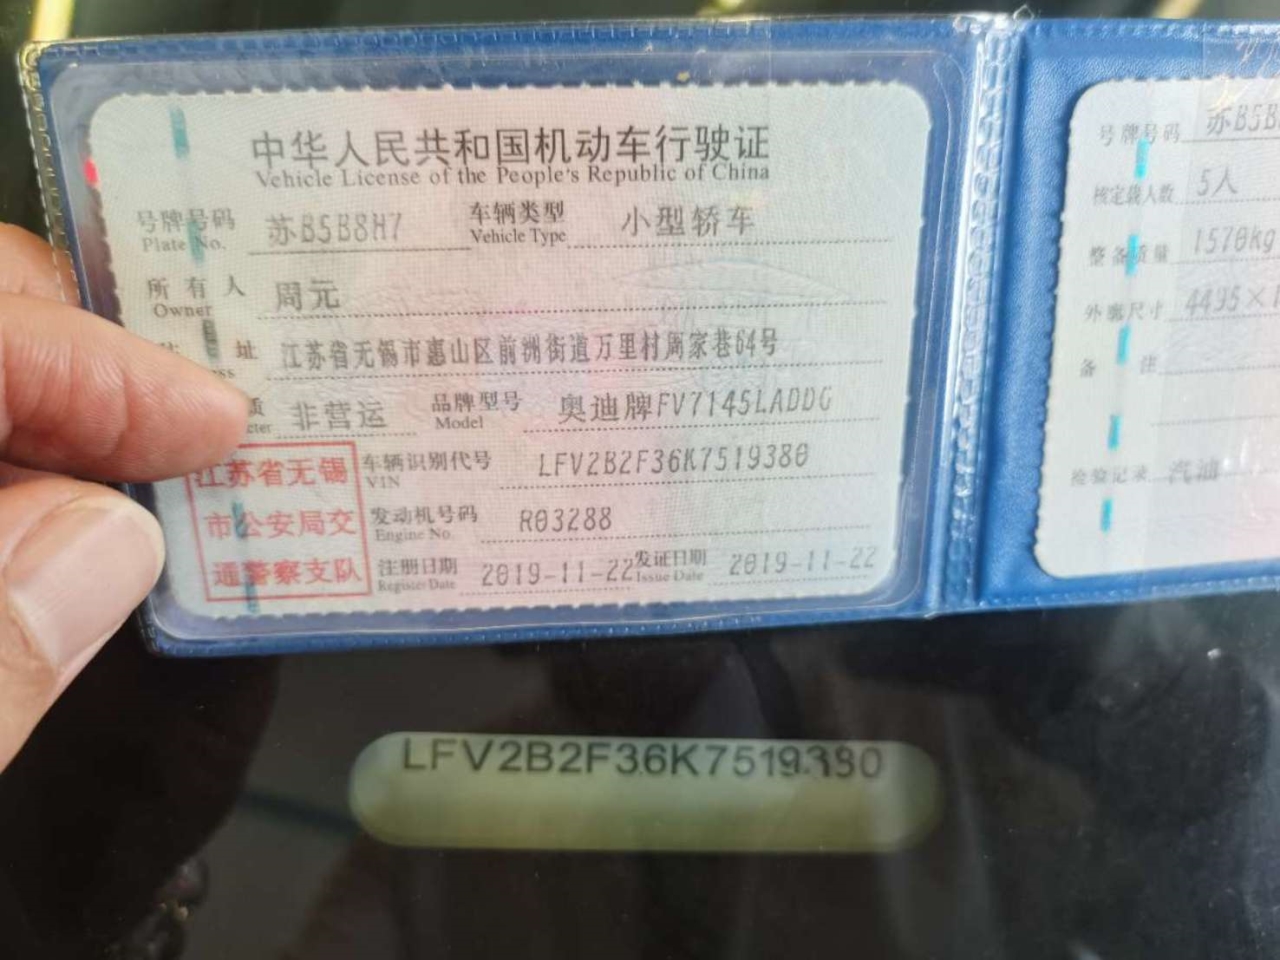 中华人民共和国机动车行驶证
Vehicle License of the People's Republic of China
号牌号码 苏B5B8H7 车辆类型 小型轿车
Plate No. Vehicle Type
所有人 周元
Owner
址 江苏省无锡市惠山区前洲街道万里村周家巷64号
ss
质 非营运 品牌型号 奥迪牌FV7145LADDG
cter Model
车辆识别代号 LFV2B2F36K7519380
VIN
发动机号码 R03288
Engine No.
注册日期 2019-11-22 发证日期 2019-11-22
Register Date Issue Date
江苏省无锡
市公安局交
通警察支队
号牌号码 苏B5B
核定载人数 5人
整备质量 1570kg
外廓尺寸 4495×1
备注
检验记录 汽油
LFV2B2F36K7519380